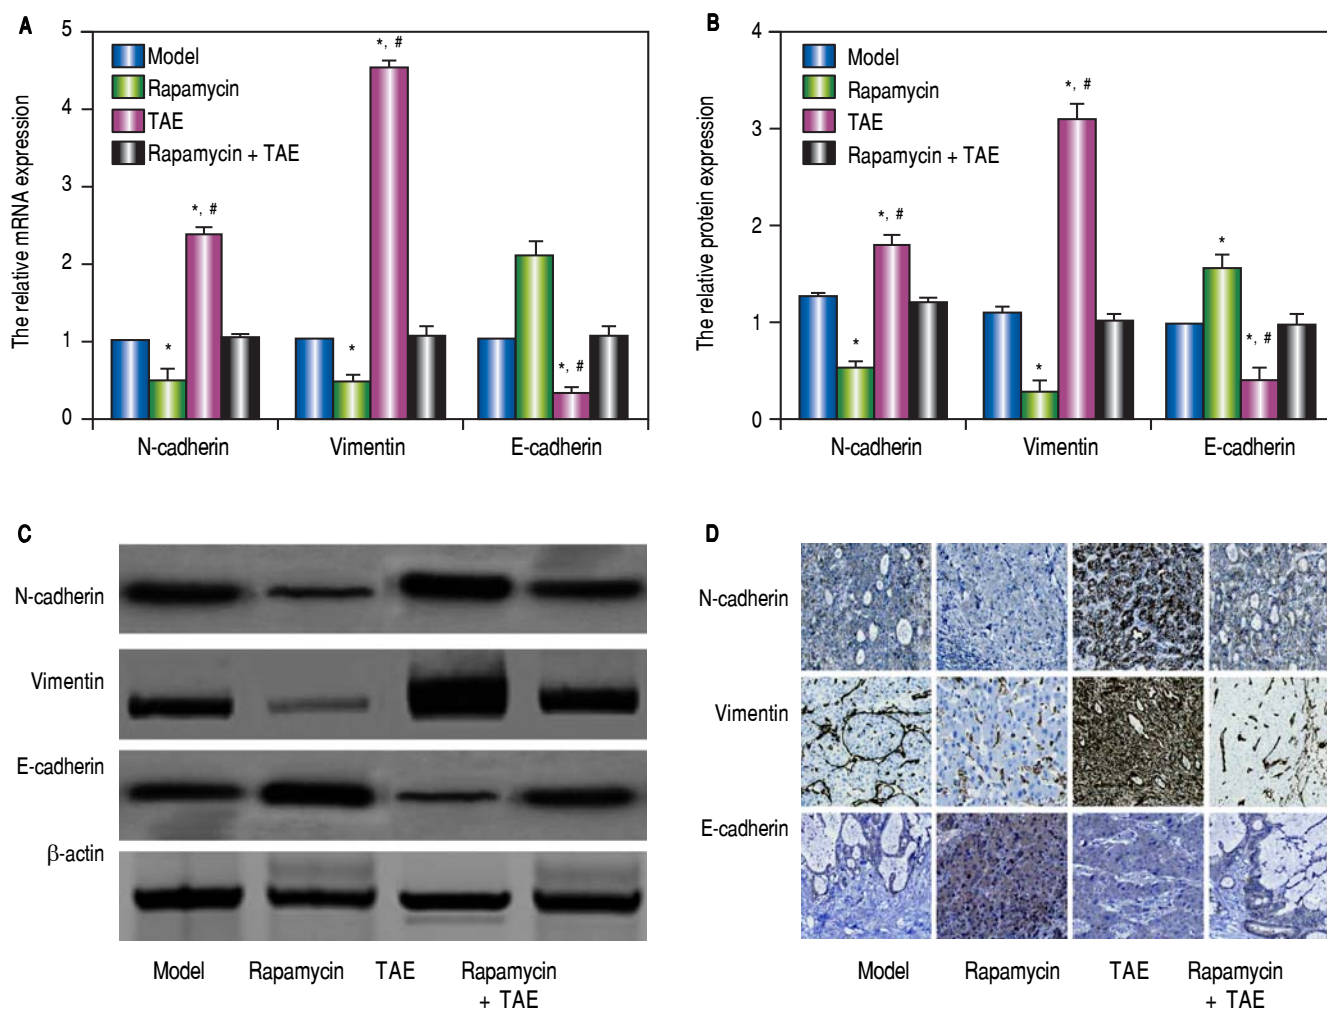 A
The relative mRNA expression
5
4
3
2
1
0
Model
Rapamycin
TAE
Rapamycin + TAE
*
*, #
*
*, #
*, #
N-cadherin
Vimentin
E-cadherin
B
The relative protein expression
4
3
2
1
0
Model
Rapamycin
TAE
Rapamycin + TAE
*
*, #
*
*, #
*
*, #
N-cadherin
Vimentin
E-cadherin
C
N-cadherin
Vimentin
E-cadherin
β-actin
Model
Rapamycin
TAE
Rapamycin
+ TAE
D
N-cadherin
Vimentin
E-cadherin
Model
Rapamycin
TAE
Rapamycin
+ TAE